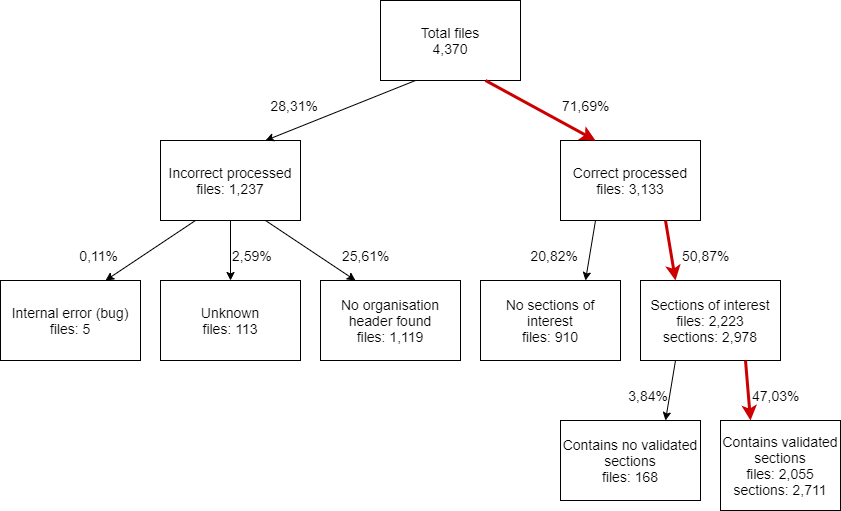 Total files
4,370
28,31%
71,69%
Incorrect processed
files: 1,237
Correct processed
files: 3,133
0,11%
2,59%
25,61%
20,82%
50,87%
Internal error (bug)
files: 5
Unknown
files: 113
No organisation
header found
files: 1,119
No sections of
interest
files: 910
Sections of interest
files: 2,223
sections: 2,978
3,84%
47,03%
Contains no validated
sections
files: 168
Contains validated
sections
files: 2,055
sections: 2,711